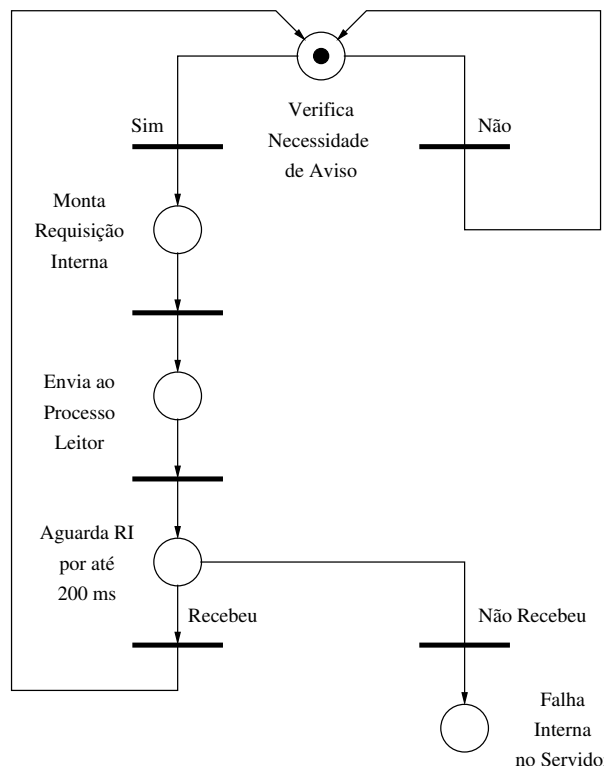 Verifica
Necessidade
de Aviso
Sim
Não
Monta
Requisição
Interna
Envia ao
Processo
Leitor
Aguarda RI
por até
200 ms
Recebeu
Não Recebeu
Falha
Interna
no Servido